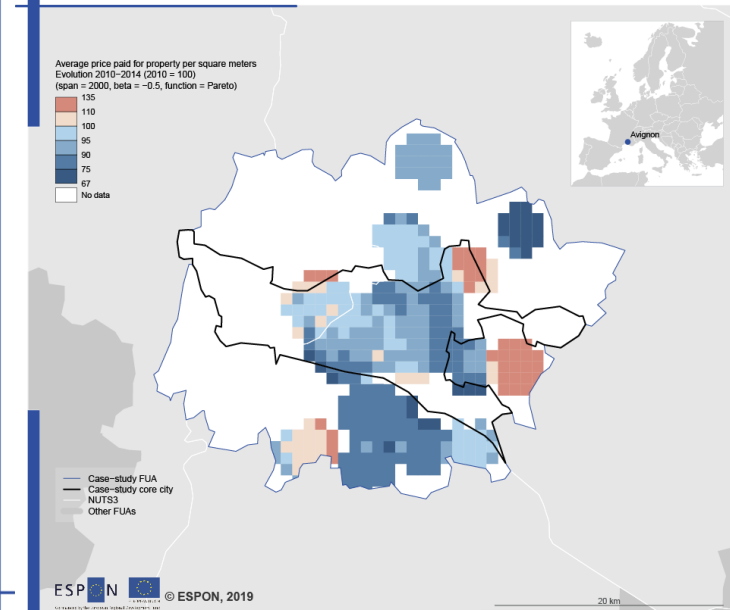 Average price paid for property per square meters
Evolution 2010−2014 (2010 = 100)
(span = 2000, beta = −0.5, function = Pareto)
135
110
100
95
90
75
67
No data
Avignon
Case−study FUA
Case−study core city
NUTS3
Other FUAs
ESPON
© ESPON, 2019
20 km